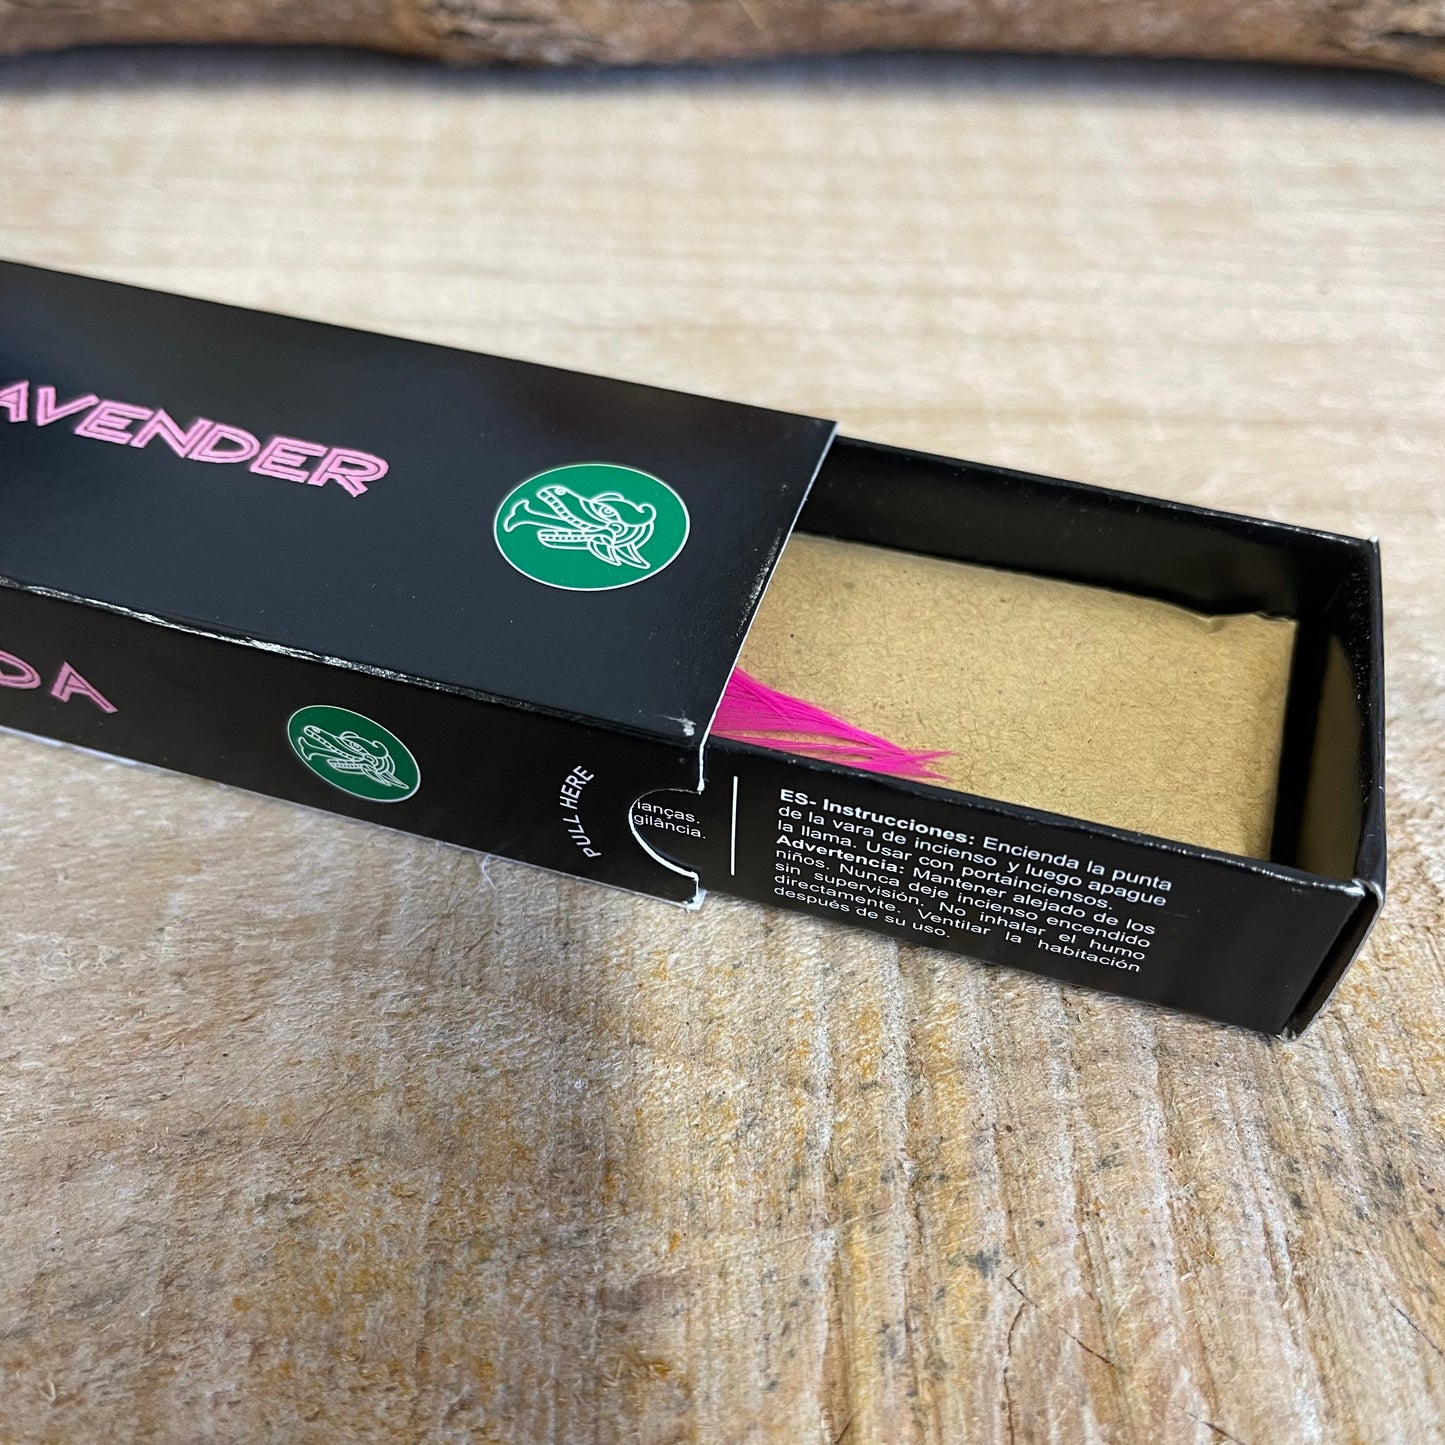 AVENDER
DA
PULL HERE
ianças.
gilância.
ES- Instrucciones: Encienda la punta
de la vara de incienso y luego apague
la llama. Usar con portainciensos.
Advertencia: Mantener alejado de los
niños. Nunca deje incienso encendido
sin supervisión. No inhalar el humo
directamente. Ventilar la habitación
después de su uso.